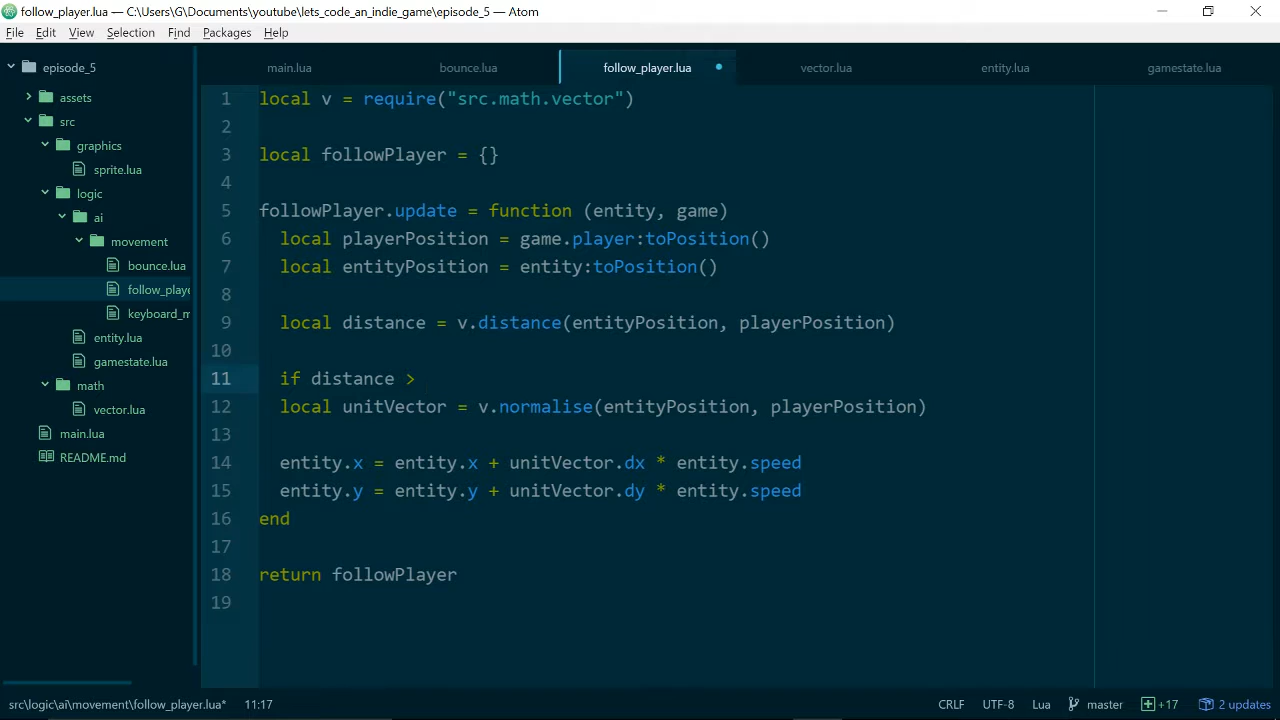 follow_player.lua — C:\Users\G\Documents\youtube\lets_code_an_indie_game\episode_5 — Atom
File Edit View Selection Find Packages Help
episode_5
assets
src
graphics
sprite.lua
logic
ai
movement
bounce.lua
follow_playe
keyboard_m
entity.lua
gamestate.lua
math
vector.lua
main.lua
README.md
main.lua bounce.lua follow_player.lua vector.lua entity.lua gamestate.lua
1 local v = require("src.math.vector")
2
3 local followPlayer = {}
4
5 followPlayer.update = function (entity, game)
6 local playerPosition = game.player:toPosition()
7 local entityPosition = entity:toPosition()
8
9 local distance = v.distance(entityPosition, playerPosition)
10
11 if distance >
12 local unitVector = v.normalise(entityPosition, playerPosition)
13
14 entity.x = entity.x + unitVector.dx * entity.speed
15 entity.y = entity.y + unitVector.dy * entity.speed
16 end
17
18 return followPlayer
19
src\logic\ai\movement\follow_player.lua* 11:17 CRLF UTF-8 Lua master +17 2 updates